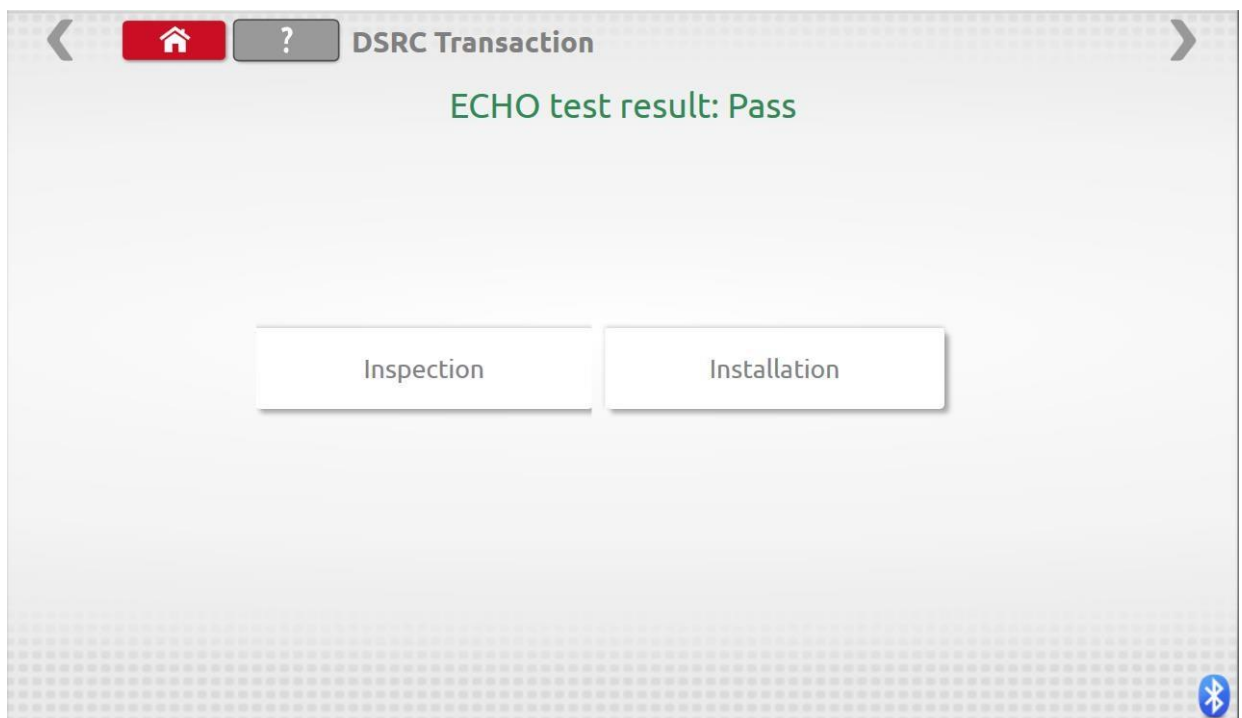 ? DSRC Transaction
ECHO test result: Pass
Inspection Installation